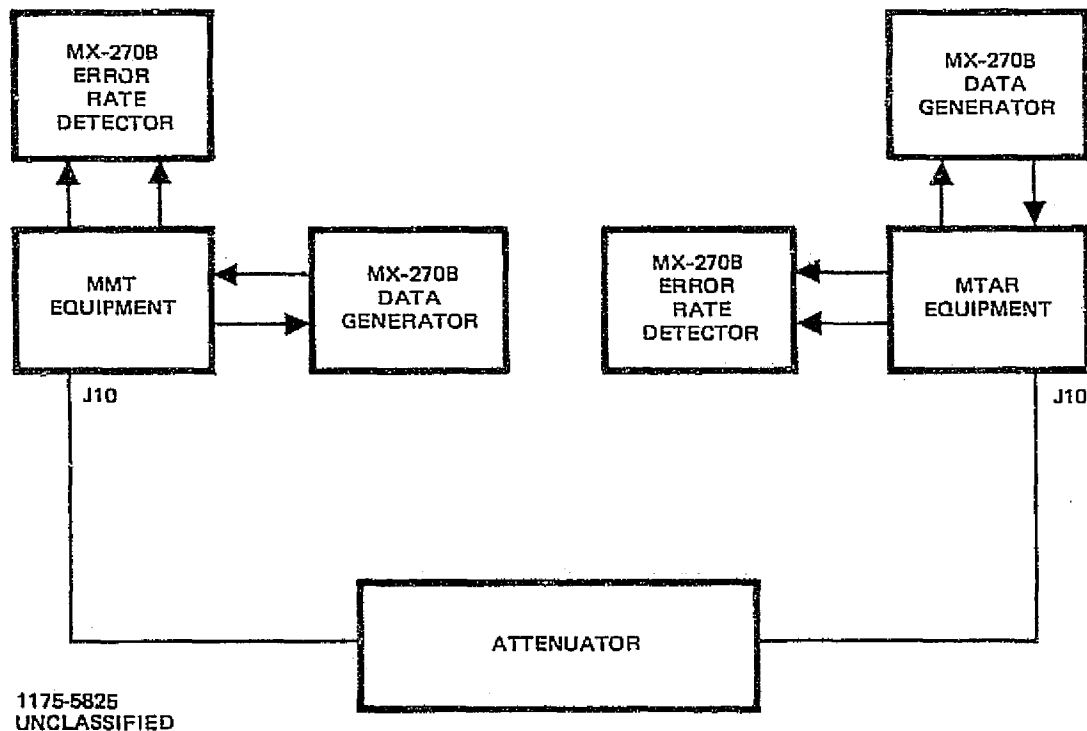 MX-270B
ERROR
RATE
DETECTOR
MX-270B
DATA
GENERATOR
MMT
EQUIPMENT
MX-270B
DATA
GENERATOR
MX-270B
ERROR
RATE
DETECTOR
MTAR
EQUIPMENT
J10
J10
ATTENUATOR
1175-5825
UNCLASSIFIED